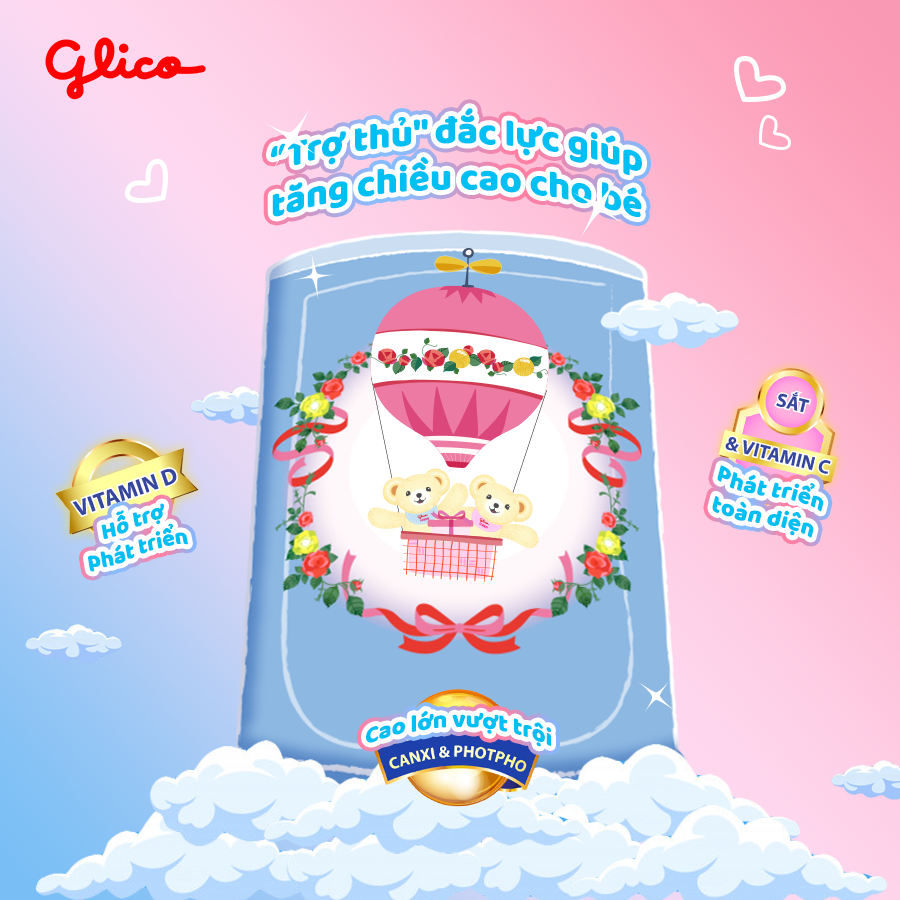 Glico
"Trợ thủ" đắc lực giúp
tăng chiều cao cho bé
SẮT
& VITAMIN C
Phát triển
toàn diện
VITAMIN D
Hỗ trợ
phát triển
Cao lớn vượt trội
CANXI & PHOTPHO